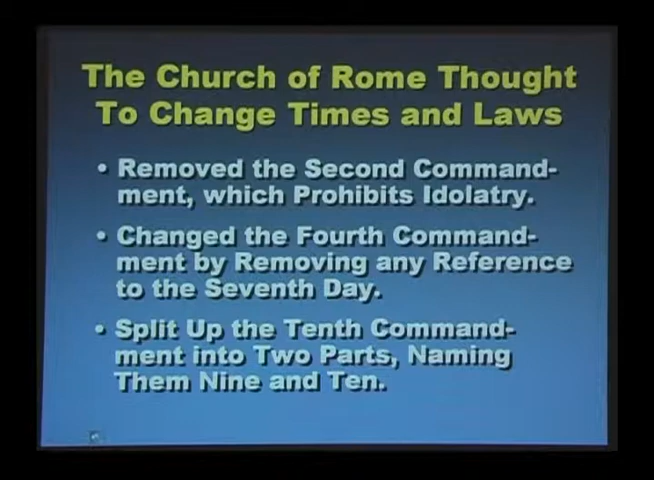 The Church of Rome Thought
To Change Times and Laws
• Removed the Second Command-
ment, which Prohibits Idolatry.
• Changed the Fourth Command-
ment by Removing any Reference
to the Seventh Day.
• Split Up the Tenth Command-
ment into Two Parts, Naming
Them Nine and Ten.